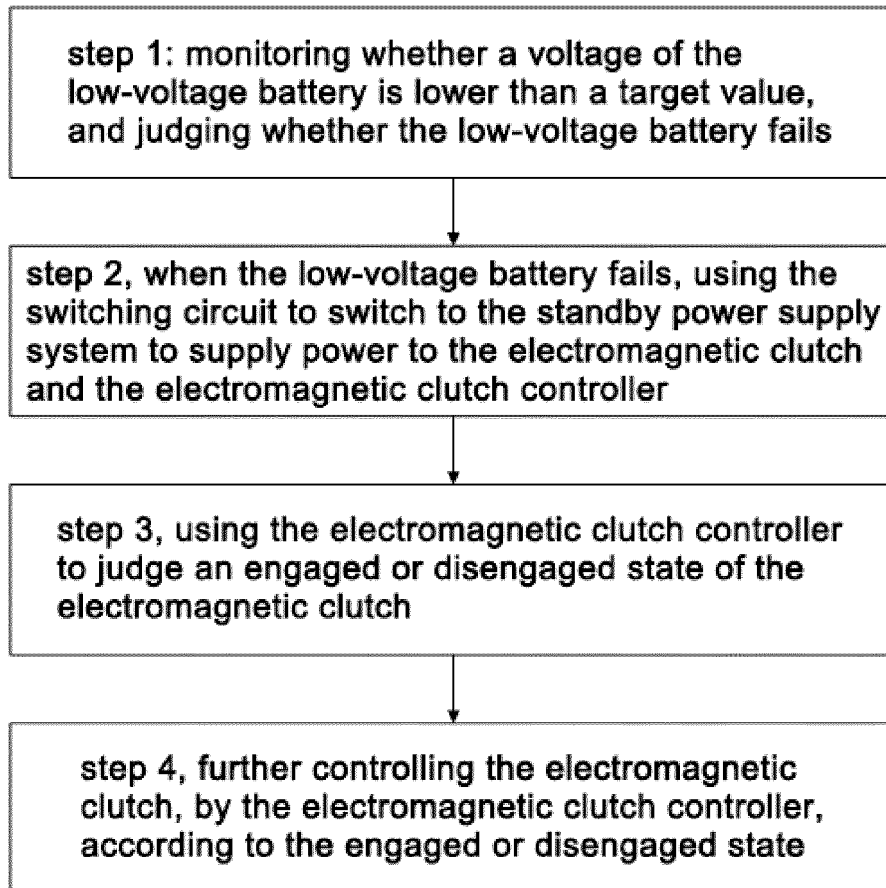 step 1: monitoring whether a voltage of the
low-voltage battery is lower than a target value,
and judging whether the low-voltage battery fails
step 2, when the low-voltage battery fails, using the
switching circuit to switch to the standby power supply
system to supply power to the electromagnetic clutch
and the electromagnetic clutch controller
step 3, using the electromagnetic clutch controller
to judge an engaged or disengaged state of the
electromagnetic clutch
step 4, further controlling the electromagnetic
clutch, by the electromagnetic clutch controller,
according to the engaged or disengaged state